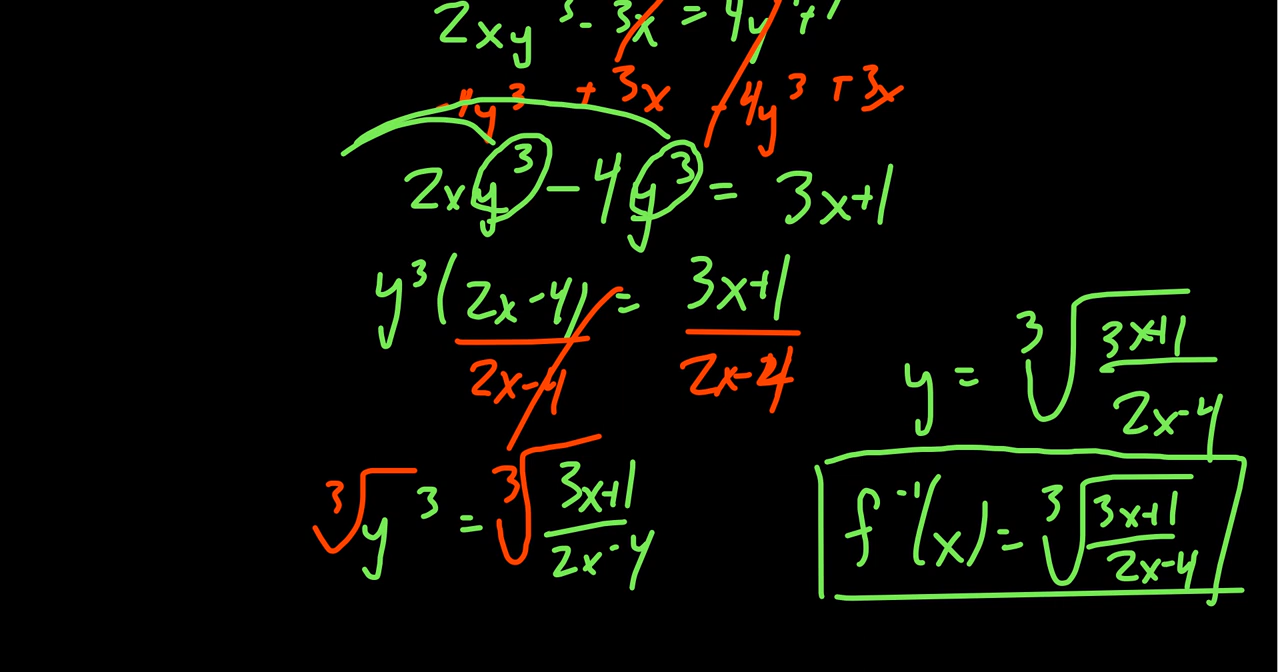 2xy³ - 3x = 4y³ + 1
-4y³ + 3x - 4y³ + 3x
2xy³ - 4y³ = 3x+1
y³(2x-4) = 3x+1
2x-4 2x-4
y = ∛((3x+1)/(2x-4))
∛y³ = ∛((3x+1)/(2x-4))
f⁻¹(x) = ∛((3x+1)/(2x-4))